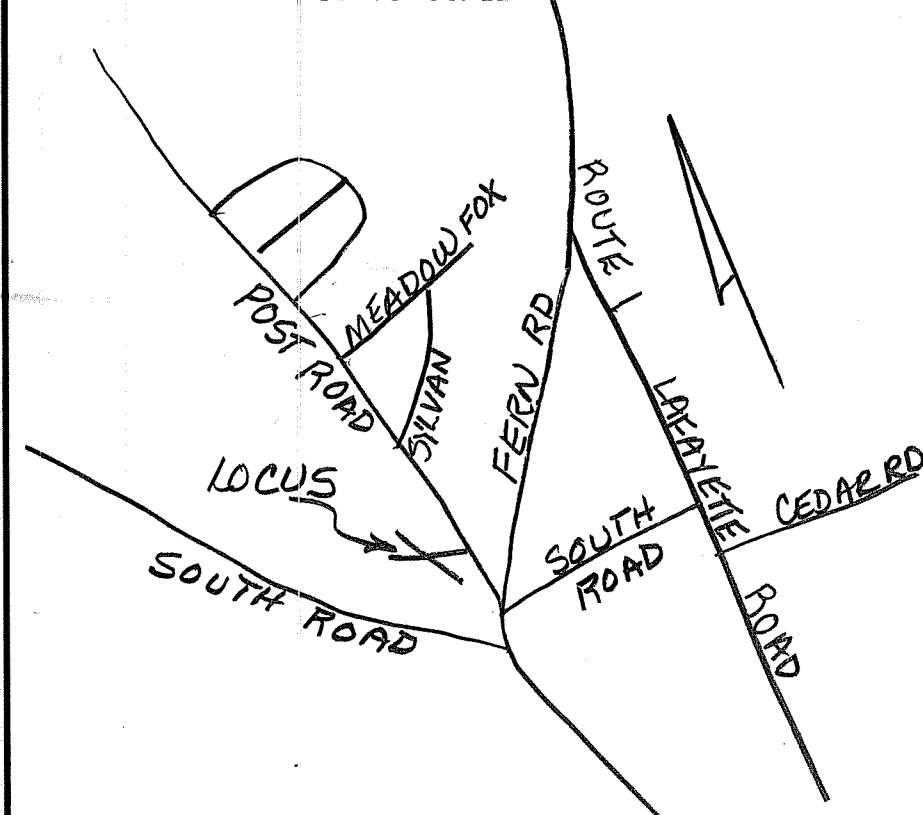 ROUTE 1
MEADOW FOX
POST ROAD
SYLVAN
FERN RD
LAFAYETTE
ROAD
CEDAR RD
LOCUS
SOUTH
ROAD
SOUTH ROAD